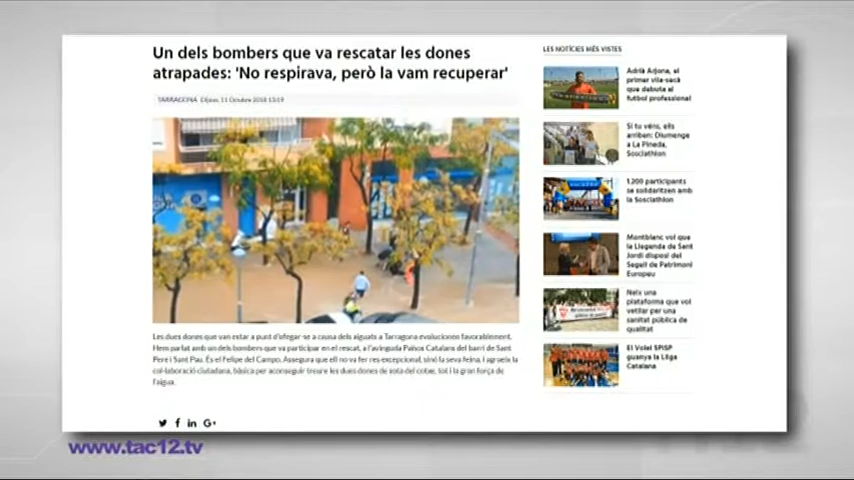 Un dels bombers que va rescatar les dones
atrapades: 'No respirava, però la vam recuperar'
TARRAGONA Dijous, 11 Octubre 2018 13:19
Les dues dones que van estar a punt d'ofegar-se a causa dels aiguats a Tarragona evolucionen favorablement.
Hem parlat amb un dels bombers que va participar en el rescat, a l'avinguda Països Catalans del barri de Sant
Pere i Sant Pau. És el Felipe del Campo. Assegura que ell no va fer res excepcional, sinó la seva feina, i agraeix la
col·laboració ciutadana, bàsica per aconseguir treure les dues dones de sota del cotxe, tot i la gran força de
l'aigua.
G+
LES NOTÍCIES MÉS VISTES
Adrià Arjona, el
primer vila-secà
que debuta al
futbol professional
Si tu véns, ells
arriben: Diumenge
a La Pineda,
Sosclathlon
1.200 participants
se solidaritzen amb
la Sosclathlon
Montblanc vol que
la Llegenda de Sant
Jordi disposi del
Segell de Patrimoni
Europeu
Neix una
plataforma que vol
vetllar per una
sanitat pública de
qualitat
El Volei SPiSP
guanya la Lliga
Catalana
www.tac12.tv